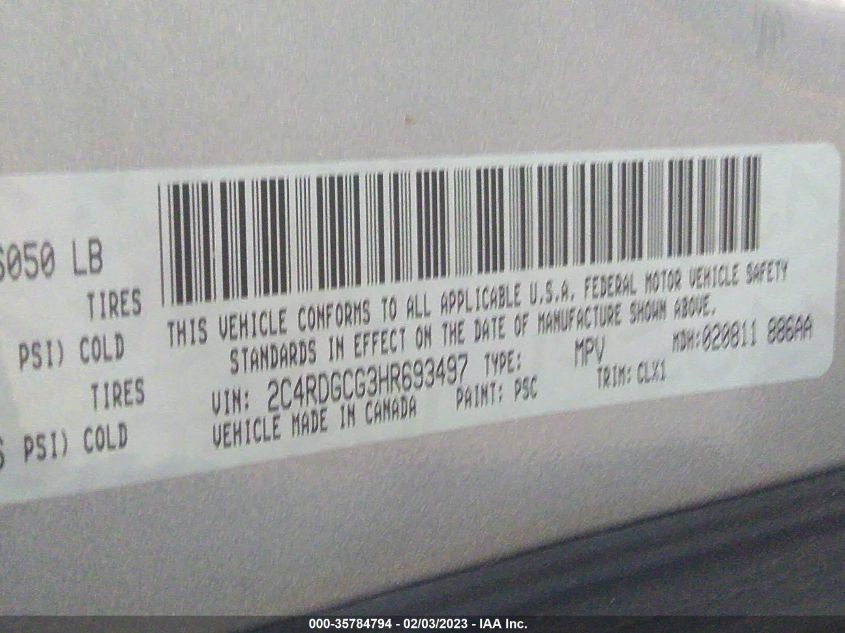 6050 LB
TIRES
PSI) COLD
TIRES
PSI) COLD
THIS VEHICLE CONFORMS TO ALL APPLICABLE U.S.A. FEDERAL MOTOR VEHICLE SAFETY
STANDARDS IN EFFECT ON THE DATE OF MANUFACTURE SHOWN ABOVE.
VIN: 2C4RDGCG3HR693497 TYPE: MPV MDH:020811 886AA
VEHICLE MADE IN CANADA PAINT: PSC TRIM: CLX1
000-35784794 - 02/03/2023 - IAA Inc.